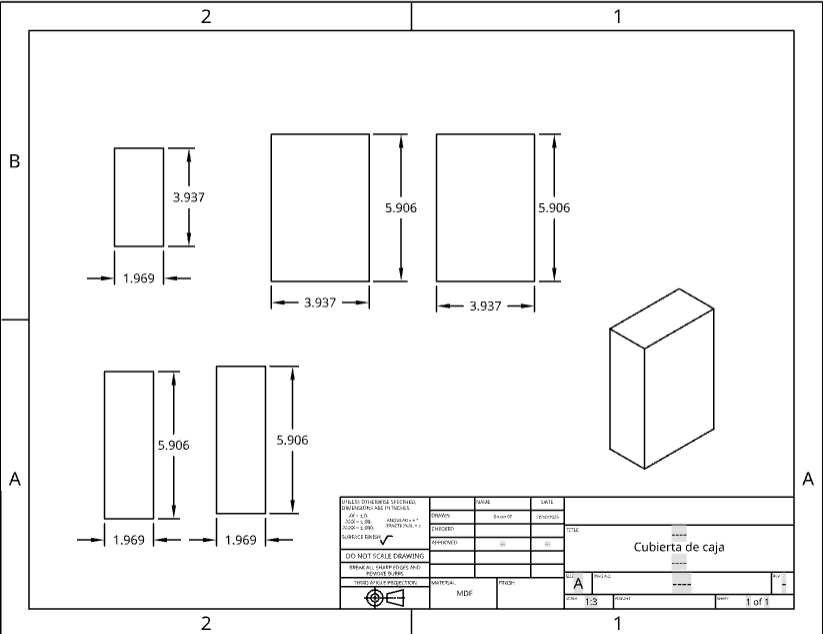 2
1
B
3.937
1.969
5.906
3.937
5.906
3.937
5.906
1.969
5.906
1.969
A
A
UNLESS OTHERWISE SPECIFIED,
DIMENSIONS ARE IN INCHES
SURFACE FINISH
DO NOT SCALE DRAWING
BREAK ALL SHARP EDGES AND
REMOVE BURRS
THIRD ANGLE PROJECTION
NAME
DATE
DRAWN
CHECKED
APPROVED
MATERIAL
MDF
FINISH
TITLE
----
Cubierta de caja
----
SIZE
A
----
REV
-
SCALE
1:3
WEIGHT
SHEET
1 of 1
2
1